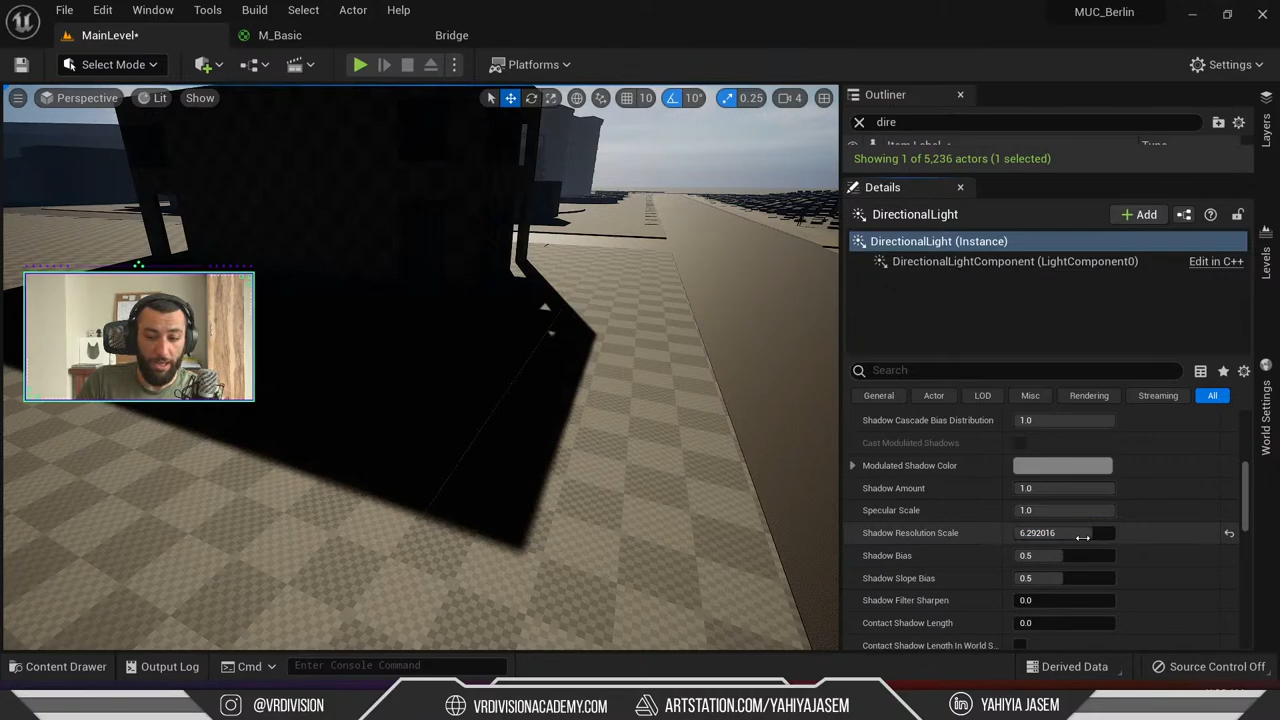 File Edit Window Tools Build Select Actor Help
MUC_Berlin
MainLevel*
M_Basic
Bridge
Select Mode
Platforms
Settings
Perspective
Lit
Show
10
10°
0.25
4
Outliner
dire
Item Label
Type
Showing 1 of 5,236 actors (1 selected)
Details
DirectionalLight
Add
DirectionalLight (Instance)
DirectionalLightComponent (LightComponent0)
Edit in C++
Search
General
Actor
LOD
Misc
Rendering
Streaming
All
Shadow Cascade Bias Distribution 1.0
Cast Modulated Shadows
Modulated Shadow Color
Shadow Amount 1.0
Specular Scale 1.0
Shadow Resolution Scale 6.292016
Shadow Bias 0.5
Shadow Slope Bias 0.5
Shadow Filter Sharpen 0.0
Contact Shadow Length 0.0
Contact Shadow Length In World S...
Layers
Levels
World Settings
Content Drawer
Output Log
Cmd
Enter Console Command
Derived Data
Source Control Off
@VRDIVISION
VRDIVISIONACADEMY.COM
ARTSTATION.COM/YAHIYAJASEM
YAHIYIA JASEM